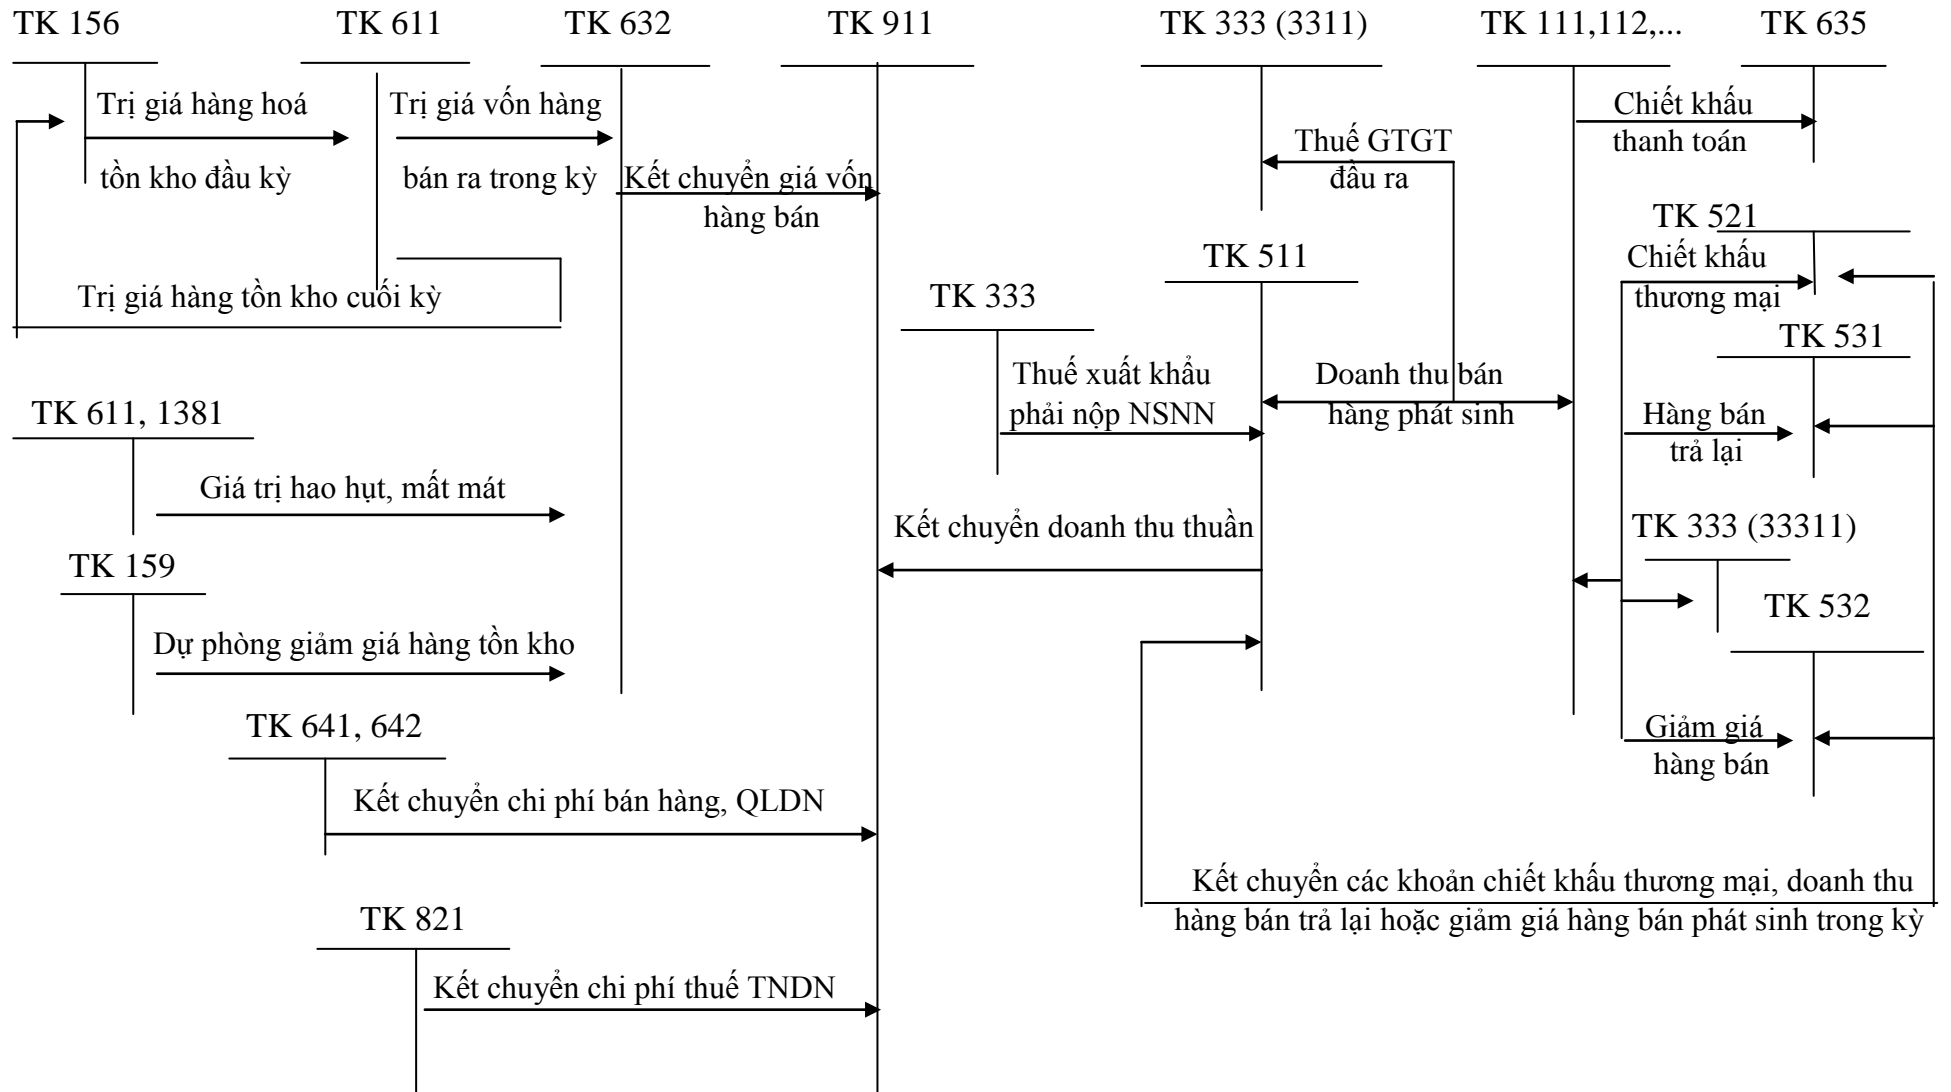 TK 156
TK 611
TK 632
TK 911
TK 333 (3311)
TK 111,112,...
TK 635
Trị giá hàng hoá
tồn kho đầu kỳ
Trị giá vốn hàng
bán ra trong kỳ
Kết chuyển giá vốn
hàng bán
Thuế GTGT
đầu ra
Chiết khấu
thanh toán
TK 521
Chiết khấu
thương mại
TK 511
TK 333
Trị giá hàng tồn kho cuối kỳ
TK 531
Thuế xuất khẩu
phải nộp NSNN
Doanh thu bán
hàng phát sinh
Hàng bán
trả lại
TK 611, 1381
Giá trị hao hụt, mất mát
Kết chuyển doanh thu thuần
TK 333 (33311)
TK 159
TK 532
Dự phòng giảm giá hàng tồn kho
TK 641, 642
Giảm giá
hàng bán
Kết chuyển chi phí bán hàng, QLDN
Kết chuyển các khoản chiết khấu thương mại, doanh thu
hàng bán trả lại hoặc giảm giá hàng bán phát sinh trong kỳ
TK 821
Kết chuyển chi phí thuế TNDN